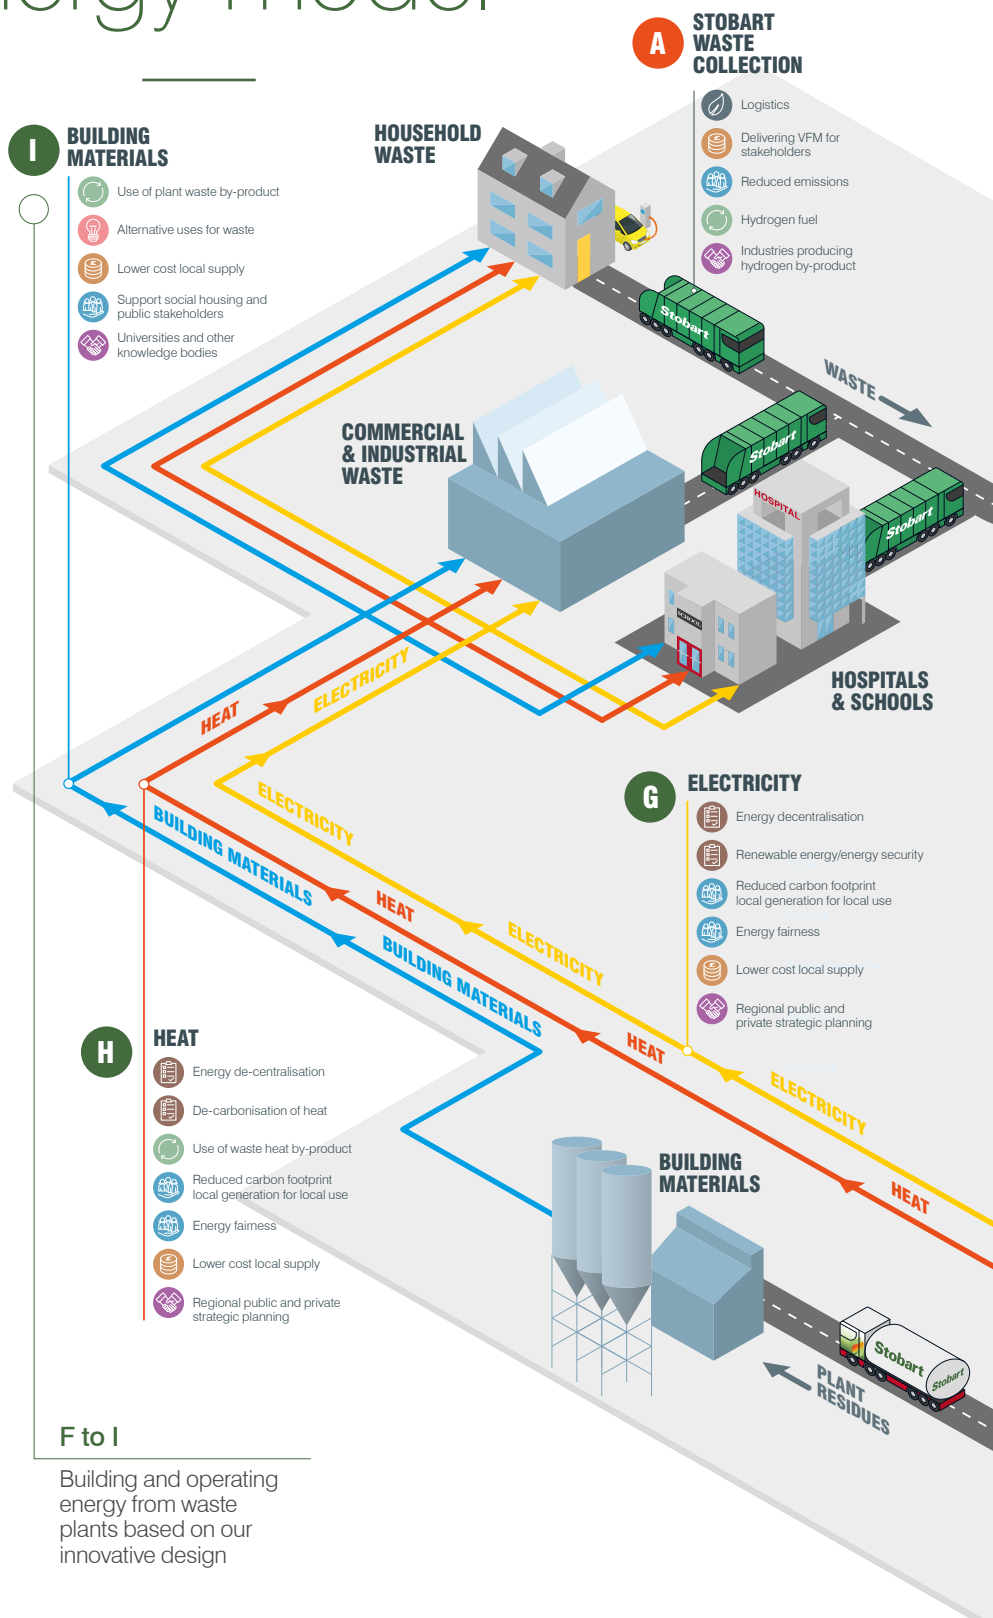 ergy model
A
STOBART
WASTE
COLLECTION
Logistics
Delivering VFM for
stakeholders
Reduced emissions
Hydrogen fuel
Industries producing
hydrogen by-product
I
BUILDING
MATERIALS
Use of plant waste by-product
Alternative uses for waste
Lower cost local supply
Support social housing and
public stakeholders
Universities and other
knowledge bodies
HOUSEHOLD
WASTE
Stobart
WASTE
COMMERCIAL
& INDUSTRIAL
WASTE
Stobart
HOSPITAL
Stobart
SCHOOL
HOSPITALS
& SCHOOLS
HEAT
ELECTRICITY
G
ELECTRICITY
Energy decentralisation
Renewable energy/energy security
Reduced carbon footprint
local generation for local use
Energy fairness
Lower cost local supply
Regional public and
private strategic planning
ELECTRICITY
BUILDING MATERIALS
HEAT
ELECTRICITY
BUILDING MATERIALS
HEAT
ELECTRICITY
HEAT
H
HEAT
Energy de-centralisation
De-carbonisation of heat
Use of waste heat by-product
Reduced carbon footprint
local generation for local use
Energy fairness
Lower cost local supply
Regional public and private
strategic planning
BUILDING
MATERIALS
Stobart
Stobart
PLANT
RESIDUES
F to I
Building and operating
energy from waste
plants based on our
innovative design